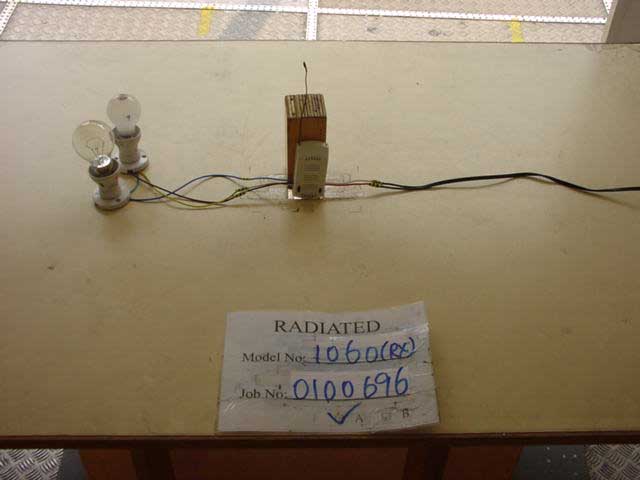 RADIATED
Model No: 1060(RX)
Job No: 0100696
✓ A B